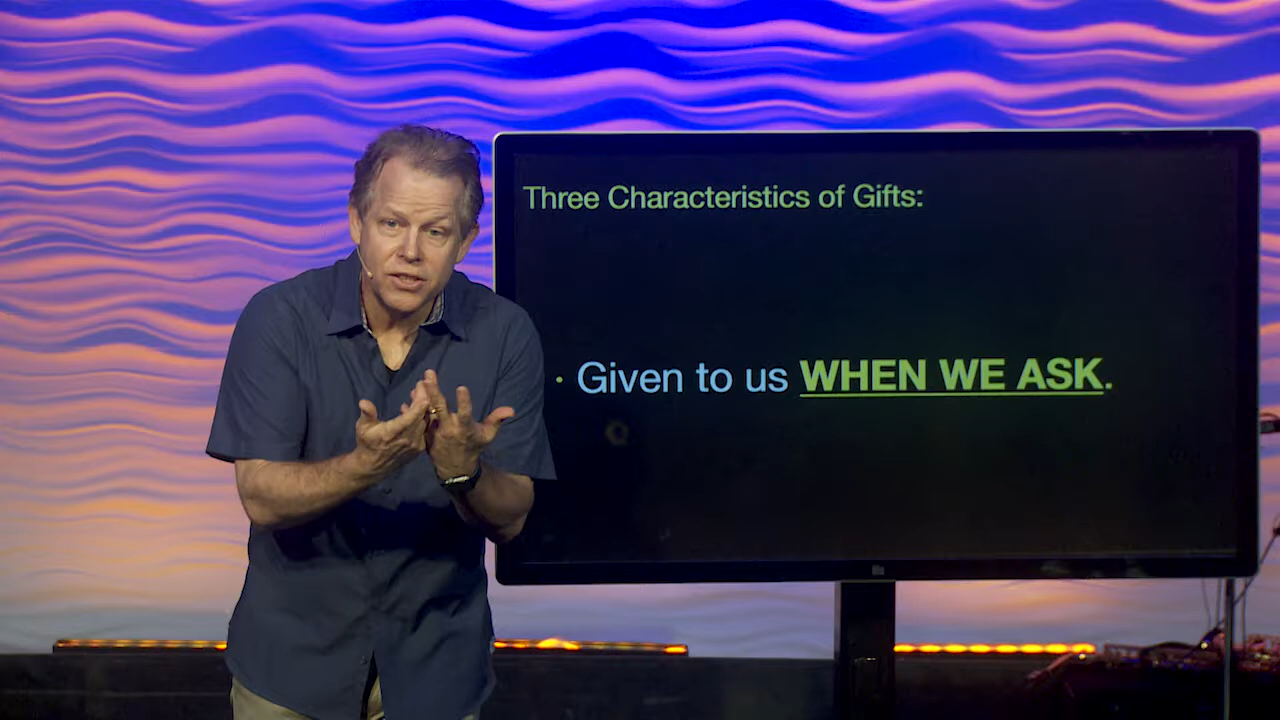 Three Characteristics of Gifts:
· Given to us WHEN WE ASK.